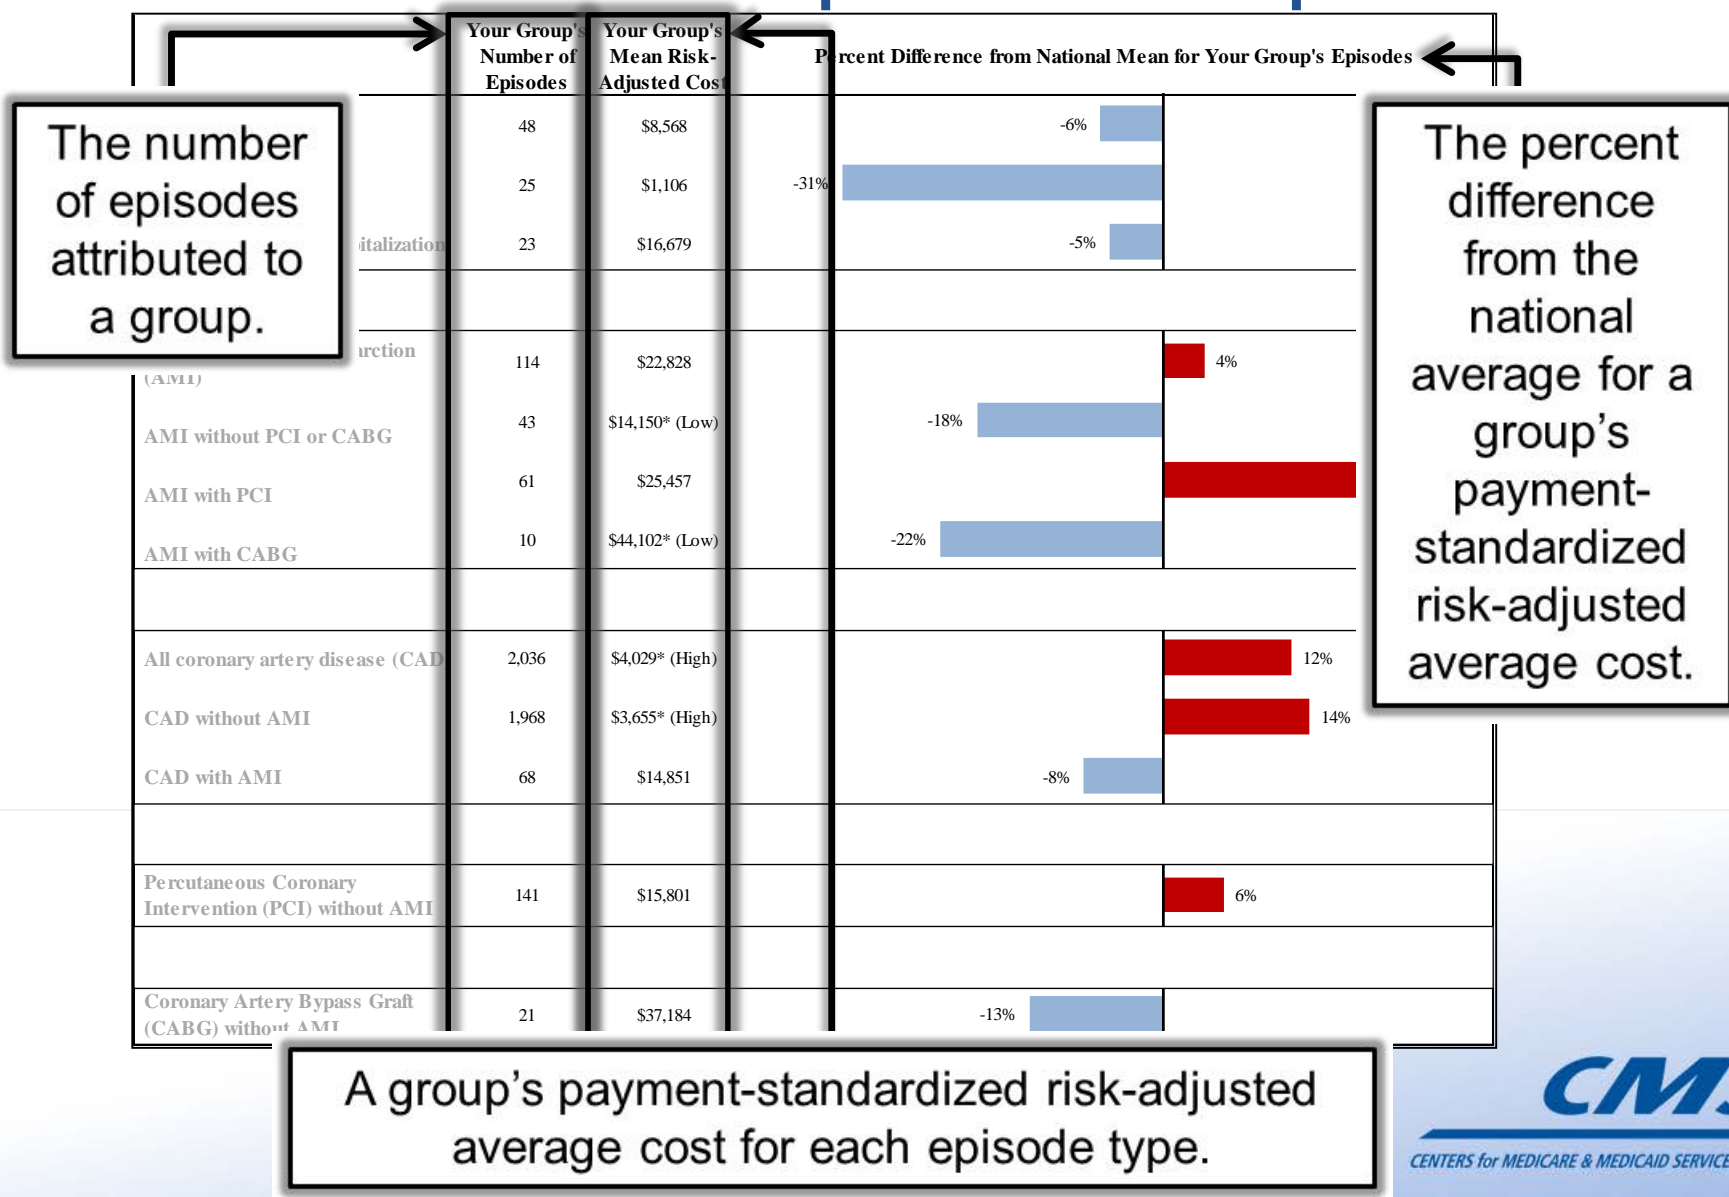 Your Group's Number of Episodes
Your Group's Mean Risk-Adjusted Cost
Percent Difference from National Mean for Your Group's Episodes
The number
of episodes
attributed to
a group.
48 $8,568 -6%
25 $1,106 -31%
italization 23 $16,679 -5%
arction
(AMI) 114 $22,828 4%
AMI without PCI or CABG 43 $14,150* (Low) -18%
AMI with PCI 61 $25,457
AMI with CABG 10 $44,102* (Low) -22%
All coronary artery disease (CAD 2,036 $4,029* (High) 12%
CAD without AMI 1,968 $3,655* (High) 14%
CAD with AMI 68 $14,851 -8%
Percutaneous Coronary
Intervention (PCI) without AMI 141 $15,801 6%
Coronary Artery Bypass Graft
(CABG) without AMI 21 $37,184 -13%
The percent
difference
from the
national
average for a
group's
payment-
standardized
risk-adjusted
average cost.
A group's payment-standardized risk-adjusted
average cost for each episode type.
CMS
CENTERS for MEDICARE & MEDICAID SERVICE